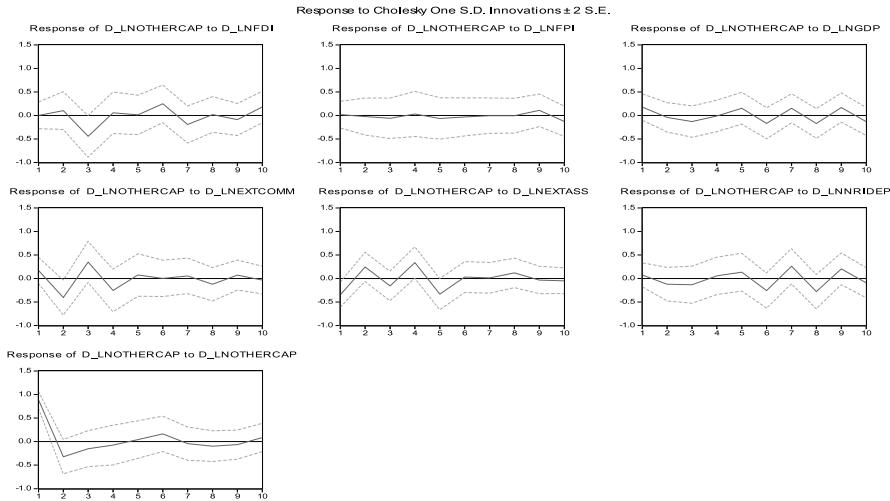 Response to Cholesky One S.D. Innovations ± 2 S.E.
Response of D_LNOTHERCAP to D_LNFDI
1.5
1.0
0.5
0.0
-0.5
-1.0
1 2 3 4 5 6 7 8 9 10
Response of D_LNOTHERCAP to D_LNFPI
1.5
1.0
0.5
0.0
-0.5
-1.0
1 2 3 4 5 6 7 8 9 10
Response of D_LNOTHERCAP to D_LNGDP
1.5
1.0
0.5
0.0
-0.5
-1.0
1 2 3 4 5 6 7 8 9 10
Response of D_LNOTHERCAP to D_LNEXTCOMM
1.5
1.0
0.5
0.0
-0.5
-1.0
1 2 3 4 5 6 7 8 9 10
Response of D_LNOTHERCAP to D_LNEXTASS
1.5
1.0
0.5
0.0
-0.5
-1.0
1 2 3 4 5 6 7 8 9 10
Response of D_LNOTHERCAP to D_LNNRIDEP
1.5
1.0
0.5
0.0
-0.5
-1.0
1 2 3 4 5 6 7 8 9 10
Response of D_LNOTHERCAP to D_LNOTHERCAP
1.5
1.0
0.5
0.0
-0.5
-1.0
1 2 3 4 5 6 7 8 9 10